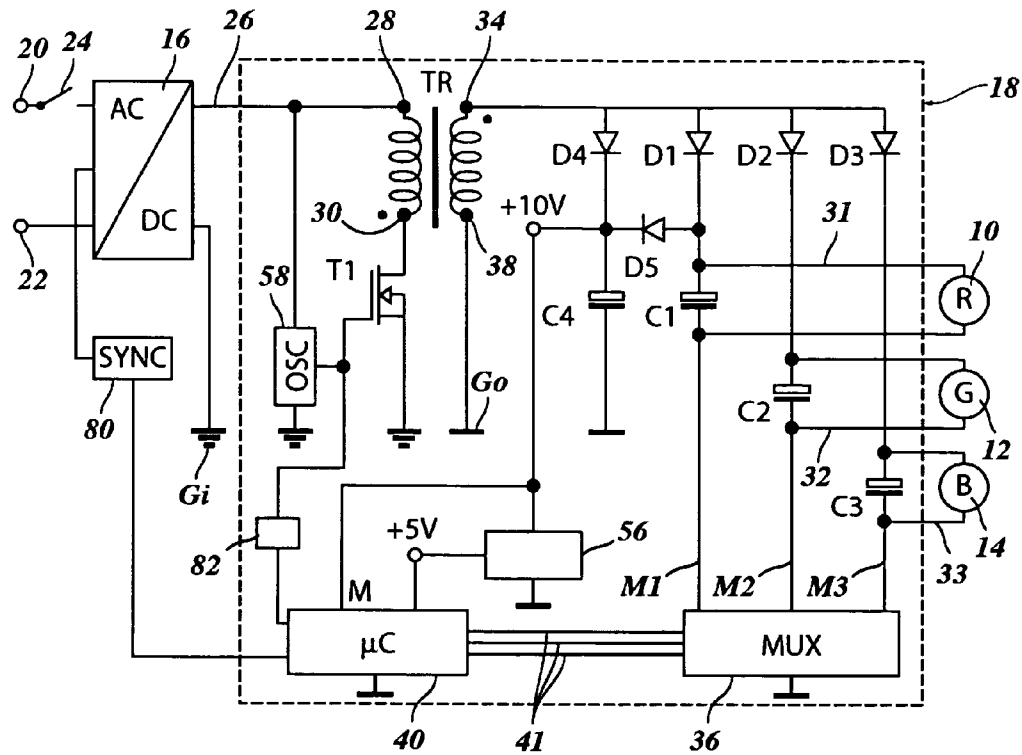 20
24
16
26
28
34
TR
18
AC
DC
D4
D1
D2
D3
+10V
31
10
22
30
38
D5
T1
58
R
C4
C1
SYNC
OSC
Go
G
C2
80
Gi
32
12
B
C3
+5V
82
56
33
14
M
M1
M2
M3
μC
MUX
40
41
36